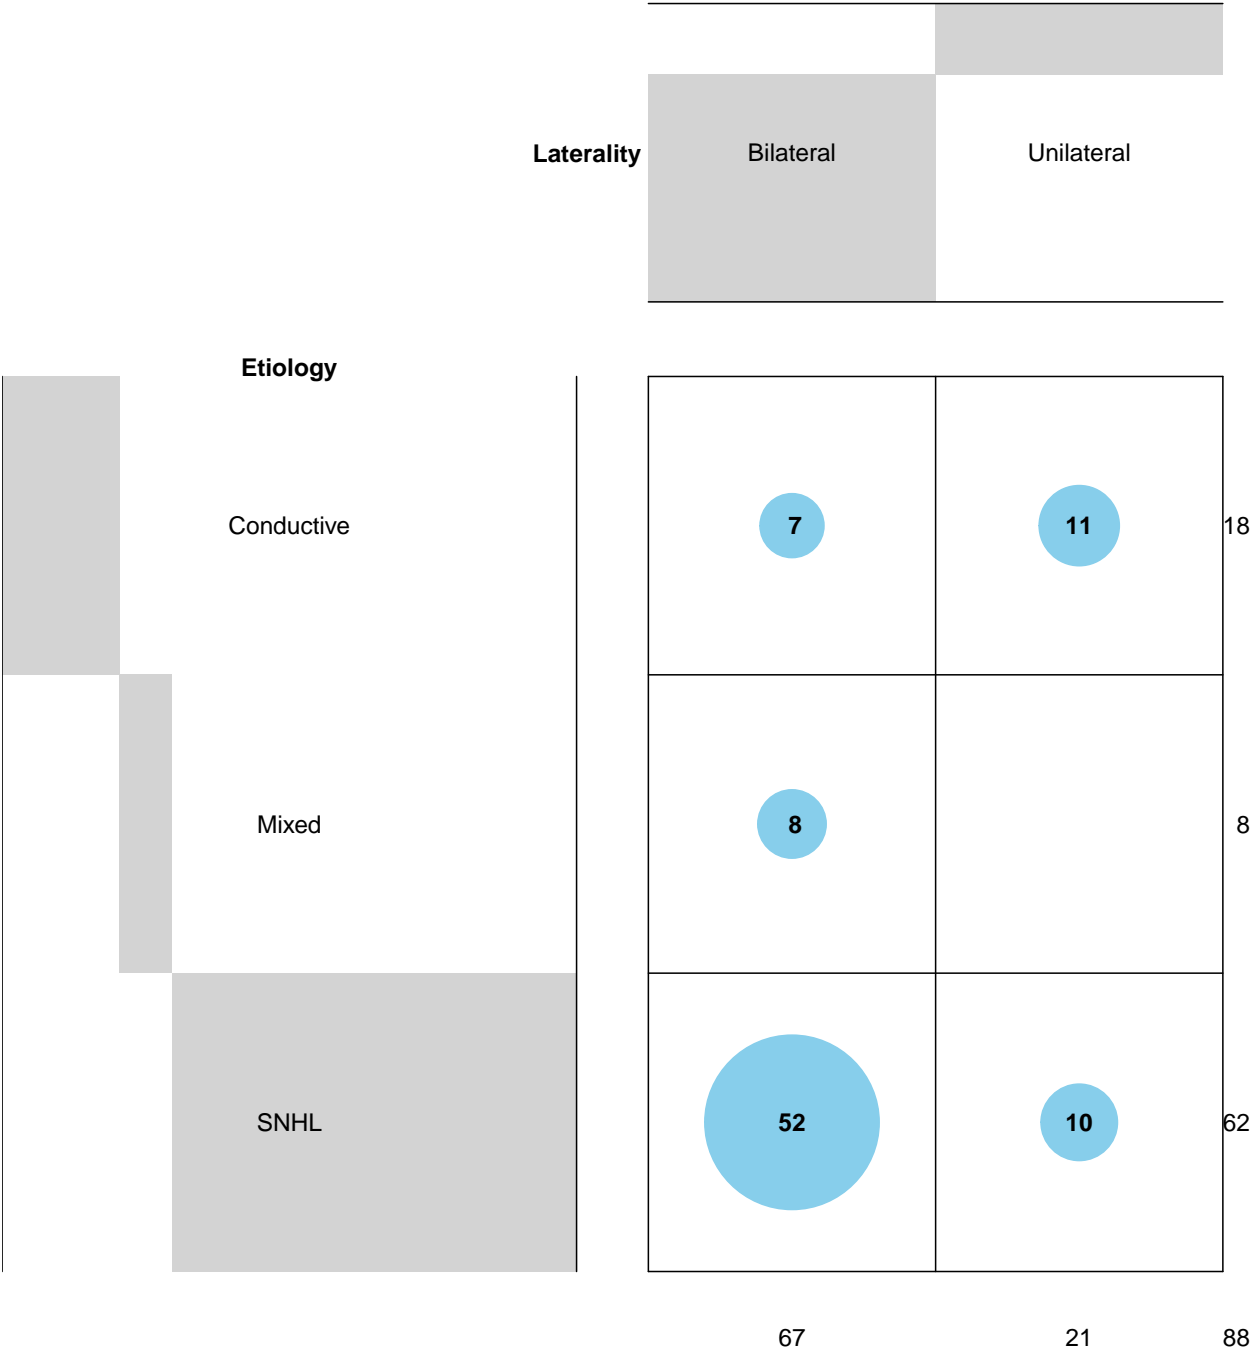 Laterality Bilateral Unilateral
Etiology
Conductive 7 11 18
Mixed 8 8
SNHL 52 10 62
67 21 88